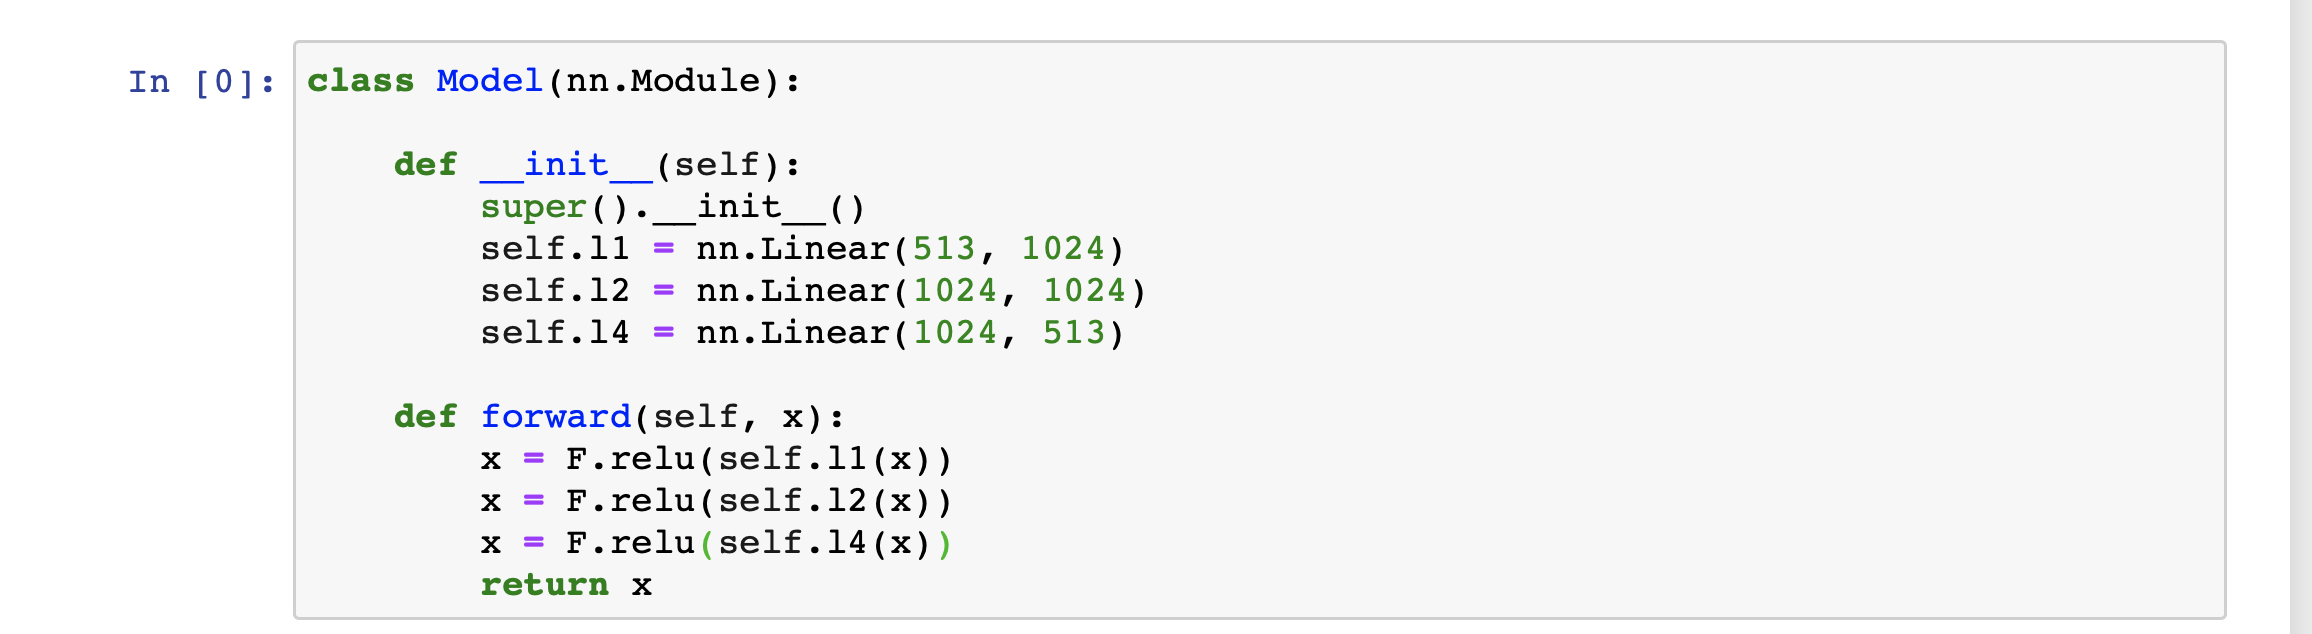 In [0]: class Model(nn.Module):
def __init__(self):
super().__init__()
self.l1 = nn.Linear(513, 1024)
self.l2 = nn.Linear(1024, 1024)
self.l4 = nn.Linear(1024, 513)
def forward(self, x):
x = F.relu(self.l1(x))
x = F.relu(self.l2(x))
x = F.relu(self.l4(x))
return x